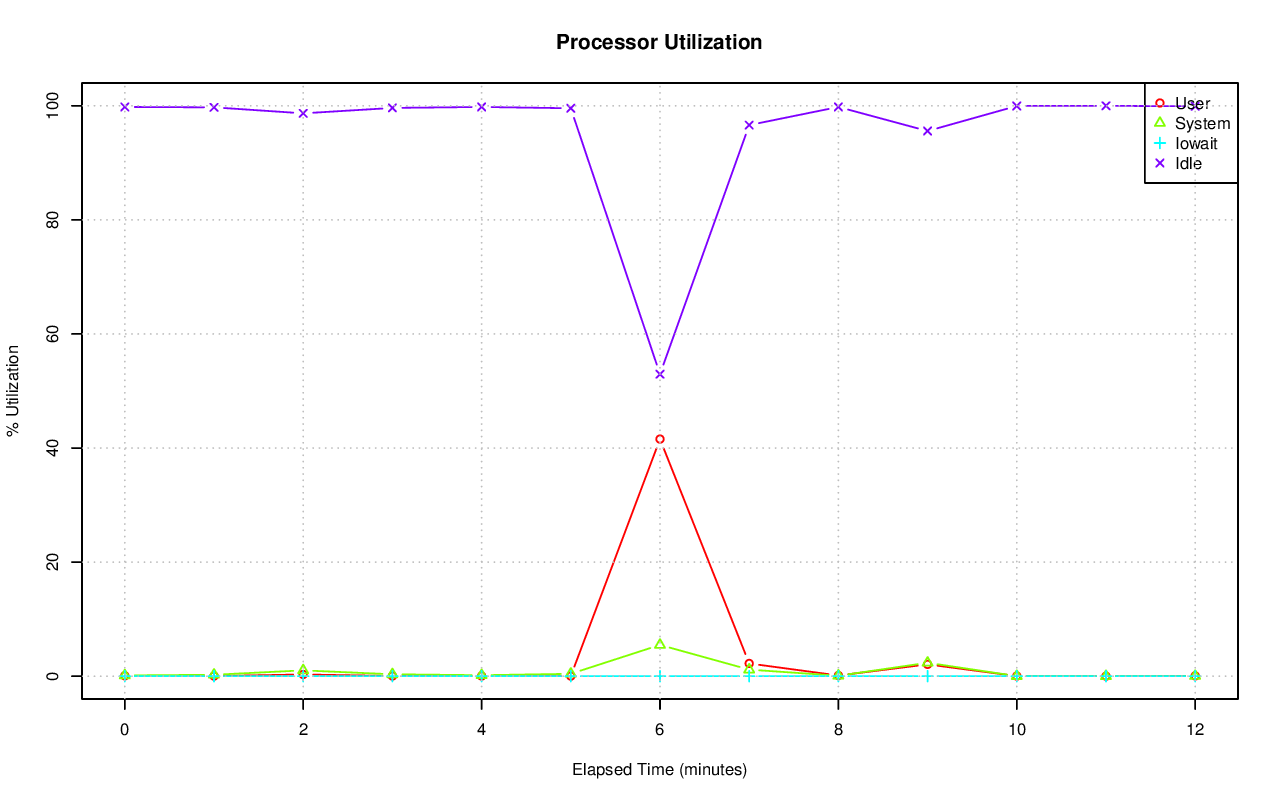 Processor Utilization
% Utilization
100
80
60
40
20
0
User
System
Iowait
Idle
0 2 4 6 8 10 12
Elapsed Time (minutes)